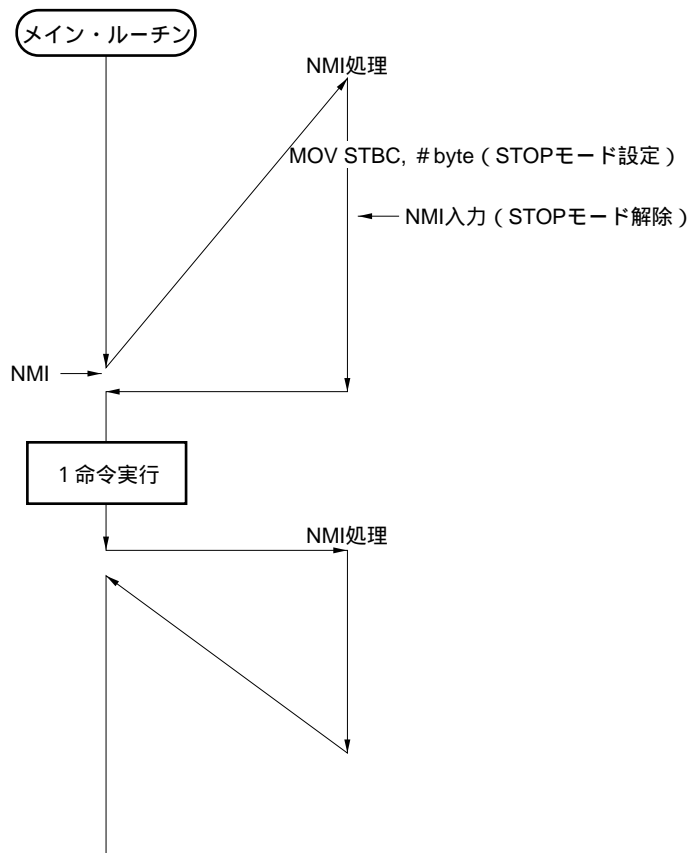 メイン・ルーチン
NMI処理
MOV STBC, #byte(STOPモード設定)
NMI入力(STOPモード解除)
NMI
1命令実行
NMI処理